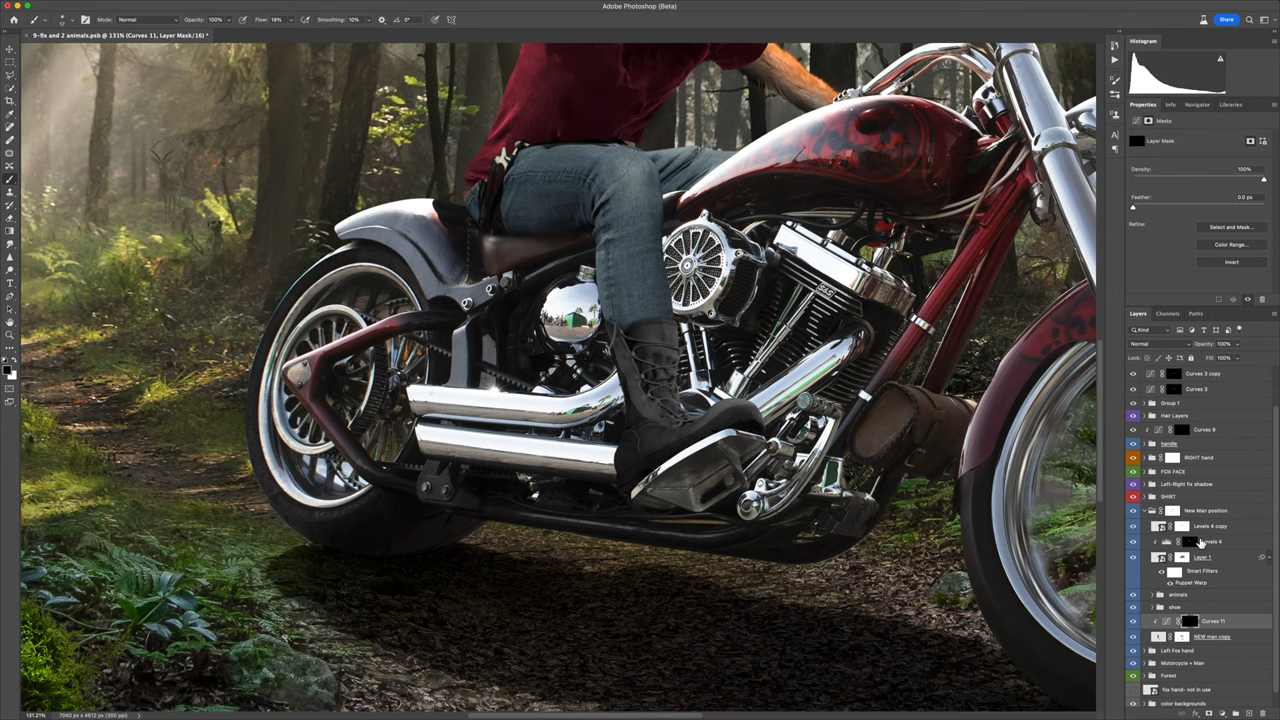 Adobe Photoshop (Beta)
17
Mode: Normal
Opacity: 100%
Flow: 18%
Smoothing: 10%
0°
Share
9-fix and 2 animals.psb @ 131% (Curves 11, Layer Mask/16) *
Histogram
Properties
Info
Navigator
Libraries
Masks
Layer Mask
Density:
100%
Feather:
0.0 px
Refine:
Select and Mask...
Color Range...
Invert
Layers
Channels
Paths
Kind
Normal
Opacity: 100%
Lock:
Fill: 100%
Curves 3 copy
Curves 3
Group 1
Hair Layers
Curves 9
handle
RIGHT hand
FOX FACE
Left-Right fix shadow
SHIRT
New Man position
Levels 4 copy
Levels 4
Layer 1
Smart Filters
Puppet Warp
animals
shoe
Curves 11
NEW man copy
Left Fox hand
Motorcycle + Man
Forest
fox hand- not in use
color backgrounds
S&S
131.21%
7040 px x 4612 px (300 ppi)